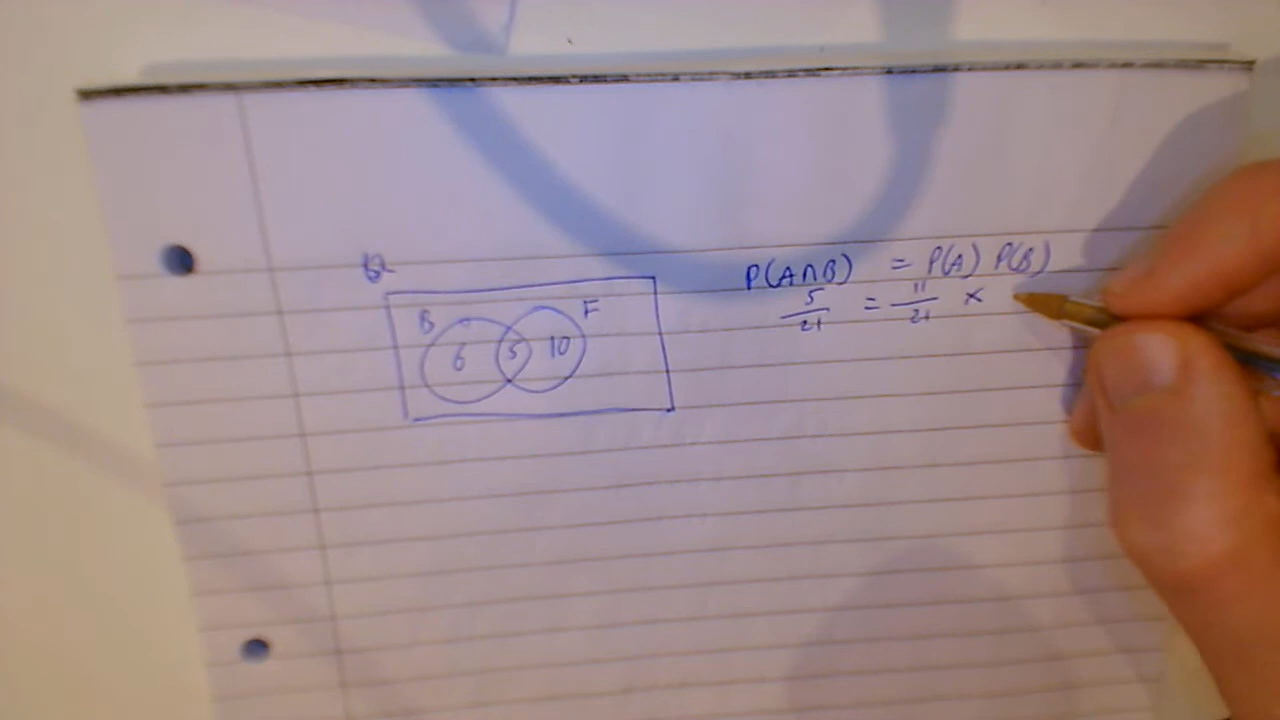 P(A∩B) = P(A) P(B)
5/21 = 11/21 ×
B F
6 5 10